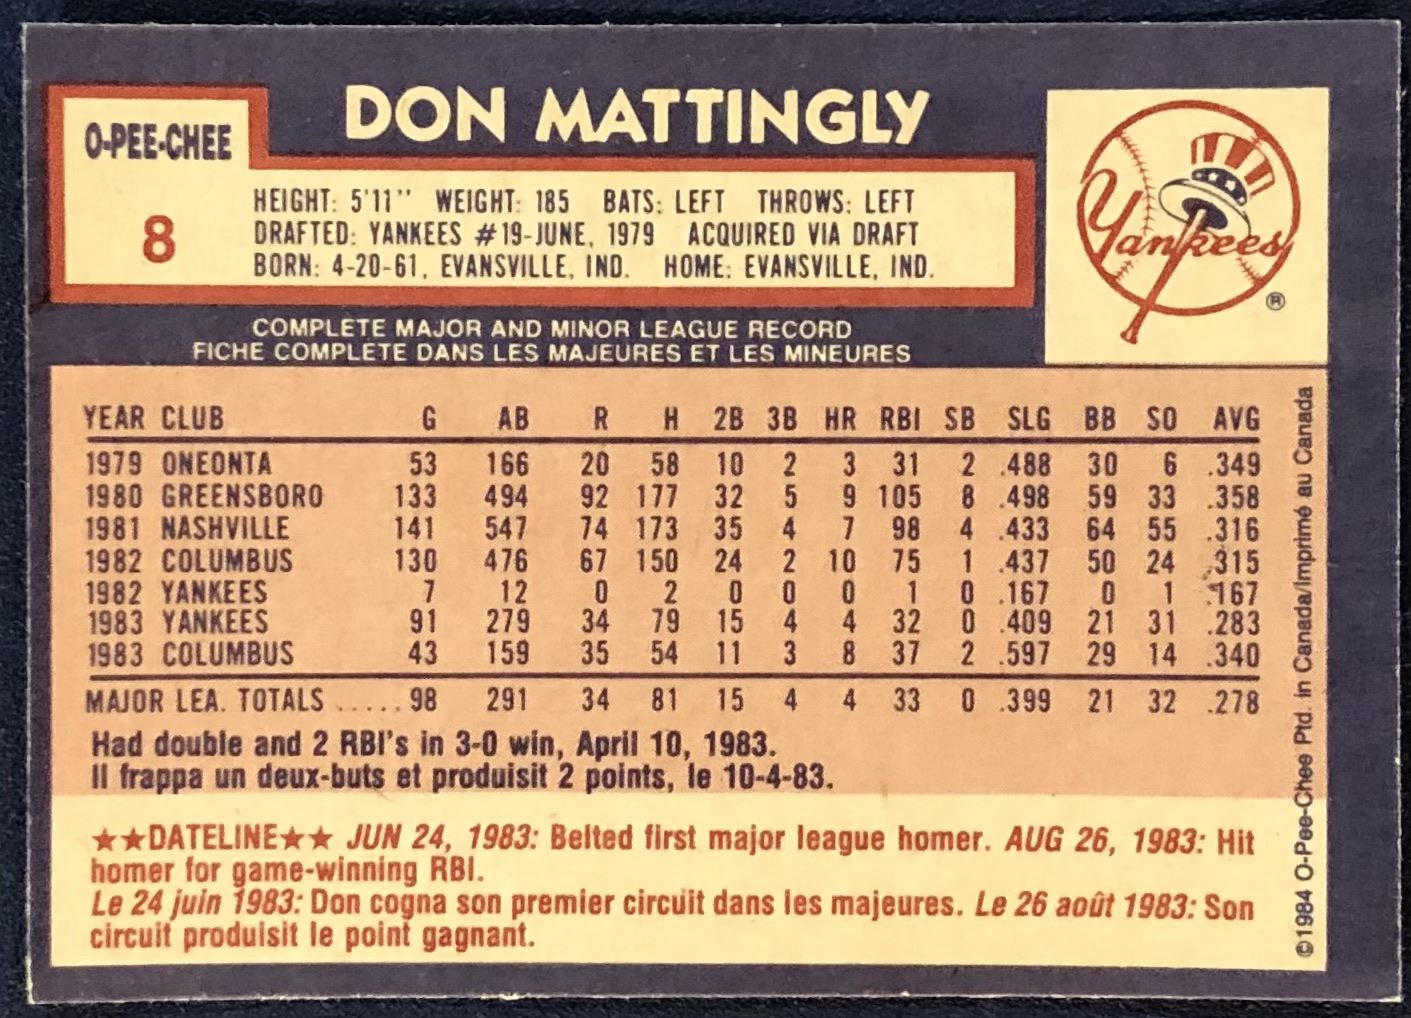 DON MATTINGLY
O-PEE-CHEE
8
HEIGHT: 5'11" WEIGHT: 185 BATS: LEFT THROWS: LEFT
DRAFTED: YANKEES #19-JUNE, 1979 ACQUIRED VIA DRAFT
BORN: 4-20-61, EVANSVILLE, IND. HOME: EVANSVILLE, IND.
Yankees
®
COMPLETE MAJOR AND MINOR LEAGUE RECORD
FICHE COMPLETE DANS LES MAJEURES ET LES MINEURES
YEAR CLUB G AB R H 2B 3B HR RBI SB SLG BB SO AVG
1979 ONEONTA 53 166 20 58 10 2 3 31 2 .488 30 6 .349
1980 GREENSBORO 133 494 92 177 32 5 9 105 8 .498 59 33 .358
1981 NASHVILLE 141 547 74 173 35 4 7 98 4 .433 64 55 .316
1982 COLUMBUS 130 476 67 150 24 2 10 75 1 .437 50 24 .315
1982 YANKEES 7 12 0 2 0 0 0 1 0 .167 0 1 .167
1983 YANKEES 91 279 34 79 15 4 4 32 0 .409 21 31 .283
1983 COLUMBUS 43 159 35 54 11 3 8 37 2 .597 29 14 .340
MAJOR LEA. TOTALS ..... 98 291 34 81 15 4 4 33 0 .399 21 32 .278
Had double and 2 RBI's in 3-0 win, April 10, 1983.
Il frappa un deux-buts et produisit 2 points, le 10-4-83.
★★DATELINE★★ JUN 24, 1983: Belted first major league homer. AUG 26, 1983: Hit
homer for game-winning RBI.
Le 24 juin 1983: Don cogna son premier circuit dans les majeures. Le 26 août 1983: Son
circuit produisit le point gagnant.
©1984 O-Pee-Chee Ptd. in Canada/Imprimé au Canada